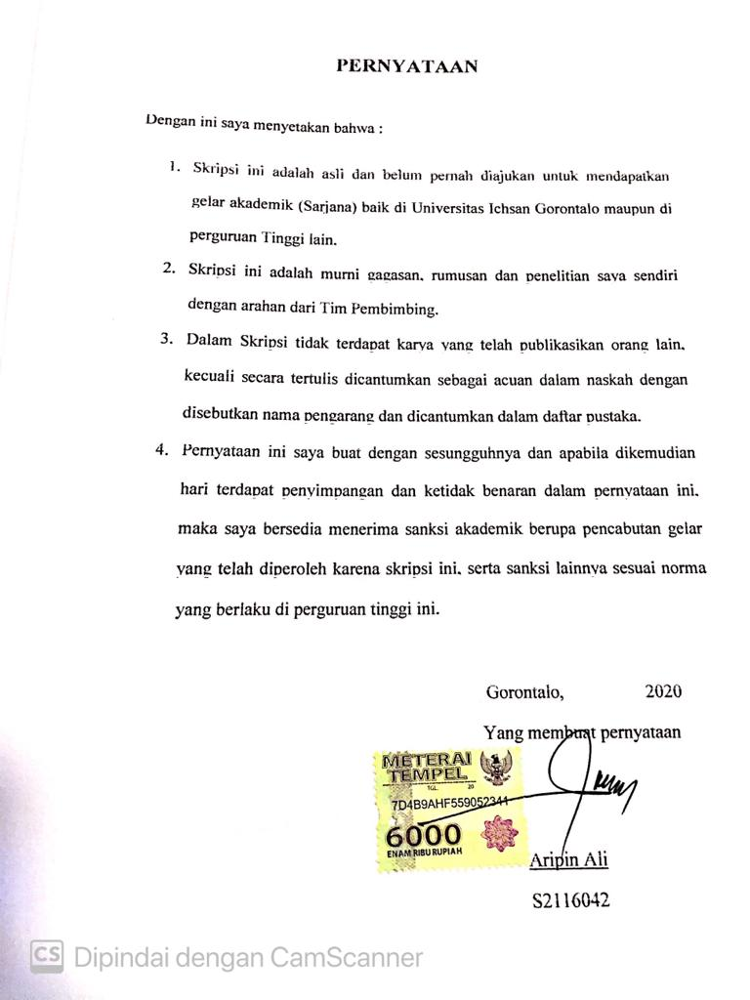 PERNYATAAN
Dengan ini saya menyetakan bahwa :
1. Skripsi ini adalah asli dan belum pernah diajukan untuk mendapatkan
gelar akademik (Sarjana) baik di Universitas Ichsan Gorontalo maupun di
perguruan Tinggi lain.
2. Skripsi ini adalah murni gagasan, rumusan dan penelitian saya sendiri
dengan arahan dari Tim Pembimbing.
3. Dalam Skripsi tidak terdapat karya yang telah publikasikan orang lain,
kecuali secara tertulis dicantumkan sebagai acuan dalam naskah dengan
disebutkan nama pengarang dan dicantumkan dalam daftar pustaka.
4. Pernyataan ini saya buat dengan sesungguhnya dan apabila dikemudian
hari terdapat penyimpangan dan ketidak benaran dalam pernyataan ini,
maka saya bersedia menerima sanksi akademik berupa pencabutan gelar
yang telah diperoleh karena skripsi ini, serta sanksi lainnya sesuai norma
yang berlaku di perguruan tinggi ini.
Gorontalo, 2020
Yang membuat pernyataan
METERAI
TEMPEL
TGL. 20
7D4B9AHF559052341
6000
ENAM RIBU RUPIAH
Aripin Ali
S2116042
CS Dipindai dengan CamScanner